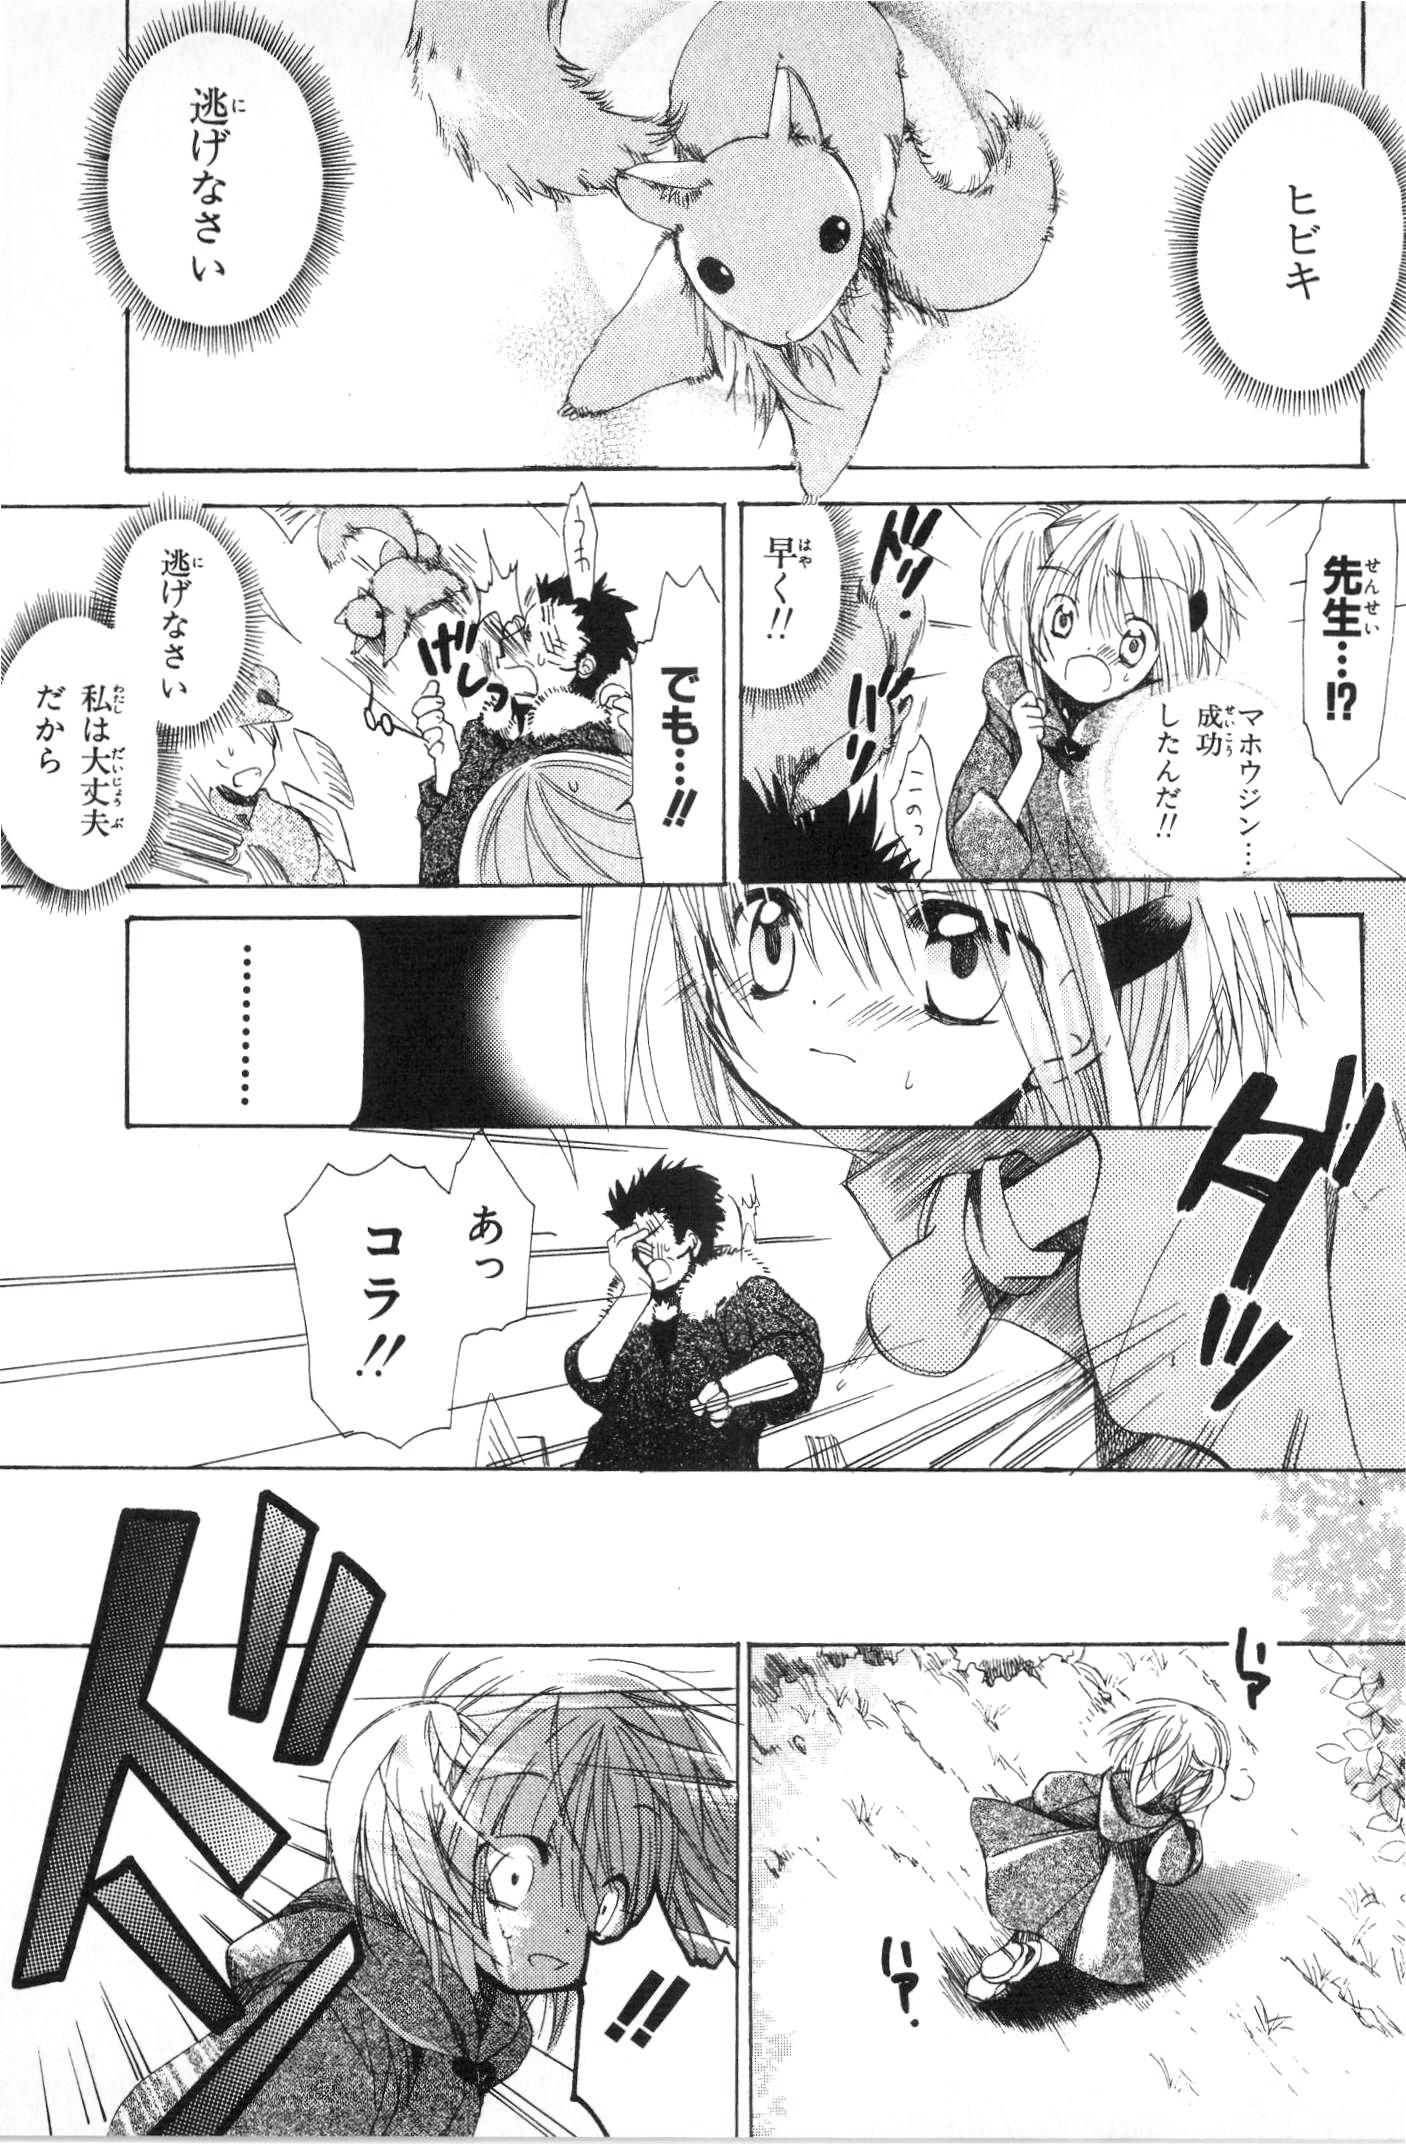 ヒビキ
逃げなさい
先生…!?
マホウジン…
成功
したんだ!!
このっ
早く!!
でも…!!
うわ
げしっ
逃げなさい
私は大丈夫
だから
…………
ダッ
あっ
コラ!!
ハァ
ハァ
ドン
!!